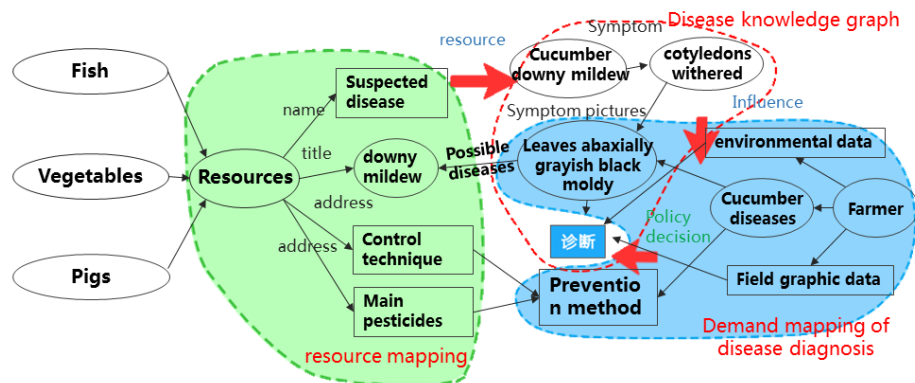 Disease knowledge graph
Symptom
resource
Fish
Cucumber
downy mildew
cotyledons
withered
Suspected
disease
name
Symptom pictures
Influence
Vegetables
Resources
title
downy
mildew
Possible
diseases
Leaves abaxially
grayish black
moldy
environmental data
address
Cucumber
diseases
Farmer
address
Control
technique
诊断
Policy
decision
Pigs
Preventio
n method
Field graphic data
Main
pesticides
resource mapping
Demand mapping of
disease diagnosis